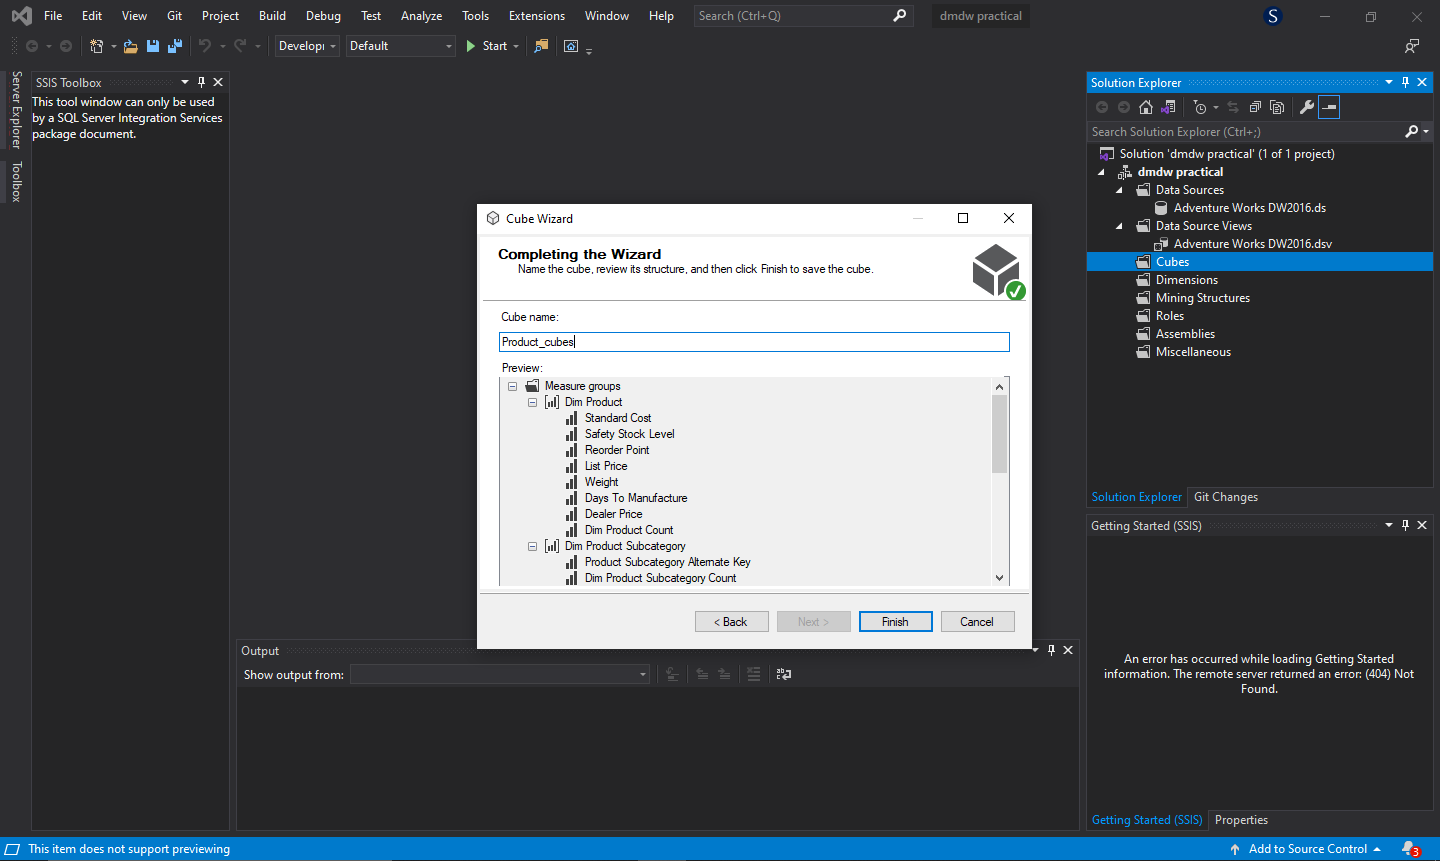 File Edit View Git Project Build Debug Test Analyze Tools Extensions Window Help Search (Ctrl+Q) dmdw practical S
Develop Default Start
Server Explorer
Toolbox
SSIS Toolbox
This tool window can only be used
by a SQL Server Integration Services
package document.
Cube Wizard
Completing the Wizard
Name the cube, review its structure, and then click Finish to save the cube.
Cube name:
Product_cubes
Preview:
Measure groups
Dim Product
Standard Cost
Safety Stock Level
Reorder Point
List Price
Weight
Days To Manufacture
Dealer Price
Dim Product Count
Dim Product Subcategory
Product Subcategory Alternate Key
Dim Product Subcategory Count
< Back Next > Finish Cancel
Output
Show output from:
Solution Explorer
Search Solution Explorer (Ctrl+;)
Solution 'dmdw practical' (1 of 1 project)
dmdw practical
Data Sources
Adventure Works DW2016.ds
Data Source Views
Adventure Works DW2016.dsv
Cubes
Dimensions
Mining Structures
Roles
Assemblies
Miscellaneous
Solution Explorer Git Changes
Getting Started (SSIS)
An error has occurred while loading Getting Started
information. The remote server returned an error: (404) Not
Found.
Getting Started (SSIS) Properties
This item does not support previewing
Add to Source Control 3